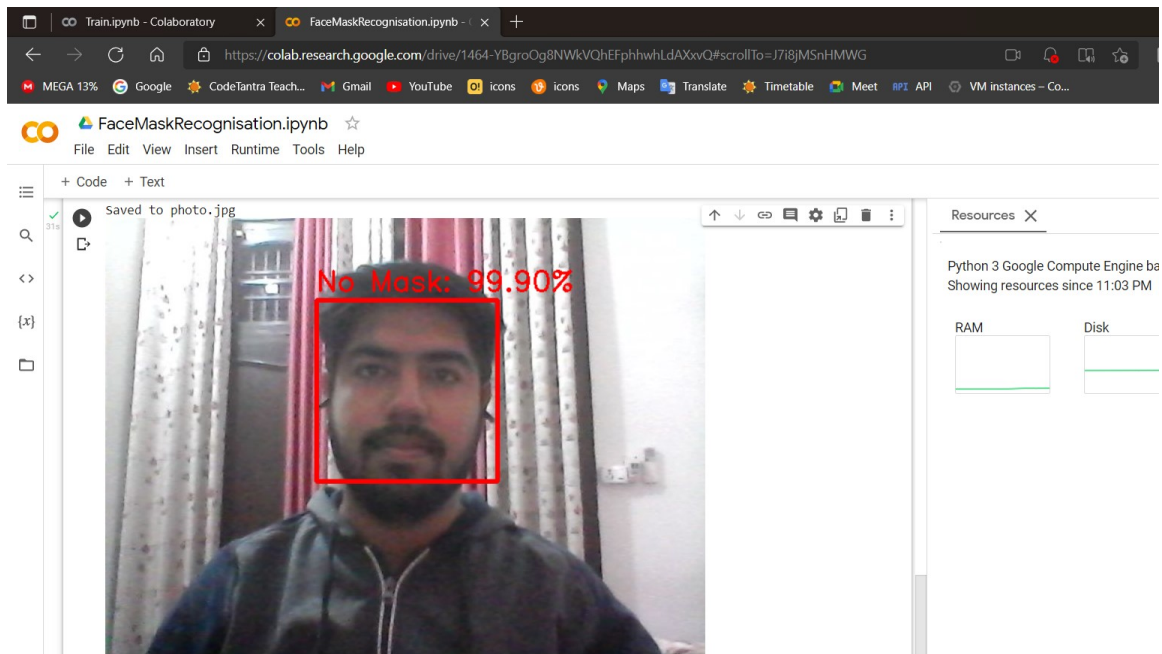 Train.ipynb - Colaboratory
FaceMaskRecognisation.ipynb -
https://colab.research.google.com/drive/1464-YBgroOg8NWkVQhEFphhwhLdAXxvQ#scrollTo=J7i8jMSnHMWG
MEGA 13% Google CodeTantra Teach... Gmail YouTube O! icons icons Maps Translate Timetable Meet RPI API VM instances – Co...
CO FaceMaskRecognisation.ipynb
File Edit View Insert Runtime Tools Help
+ Code + Text
31s
Saved to photo.jpg
No Mask: 99.90%
{x}
Resources
Python 3 Google Compute Engine ba
Showing resources since 11:03 PM
RAM Disk